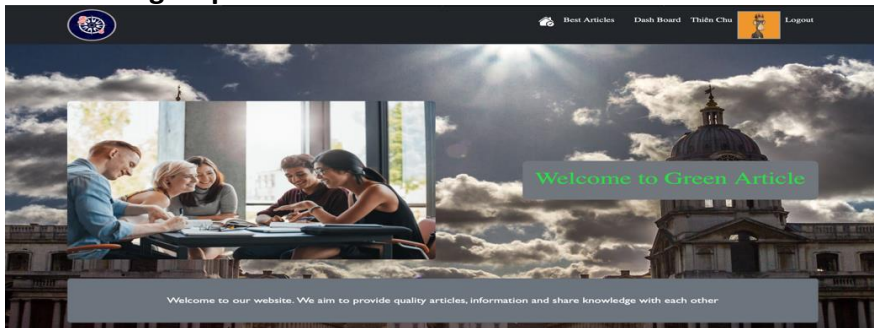 Best Articles Dash Board Thiên Chu Logout
Welcome to Green Article
Welcome to our website. We aim to provide quality articles, information and share knowledge with each other